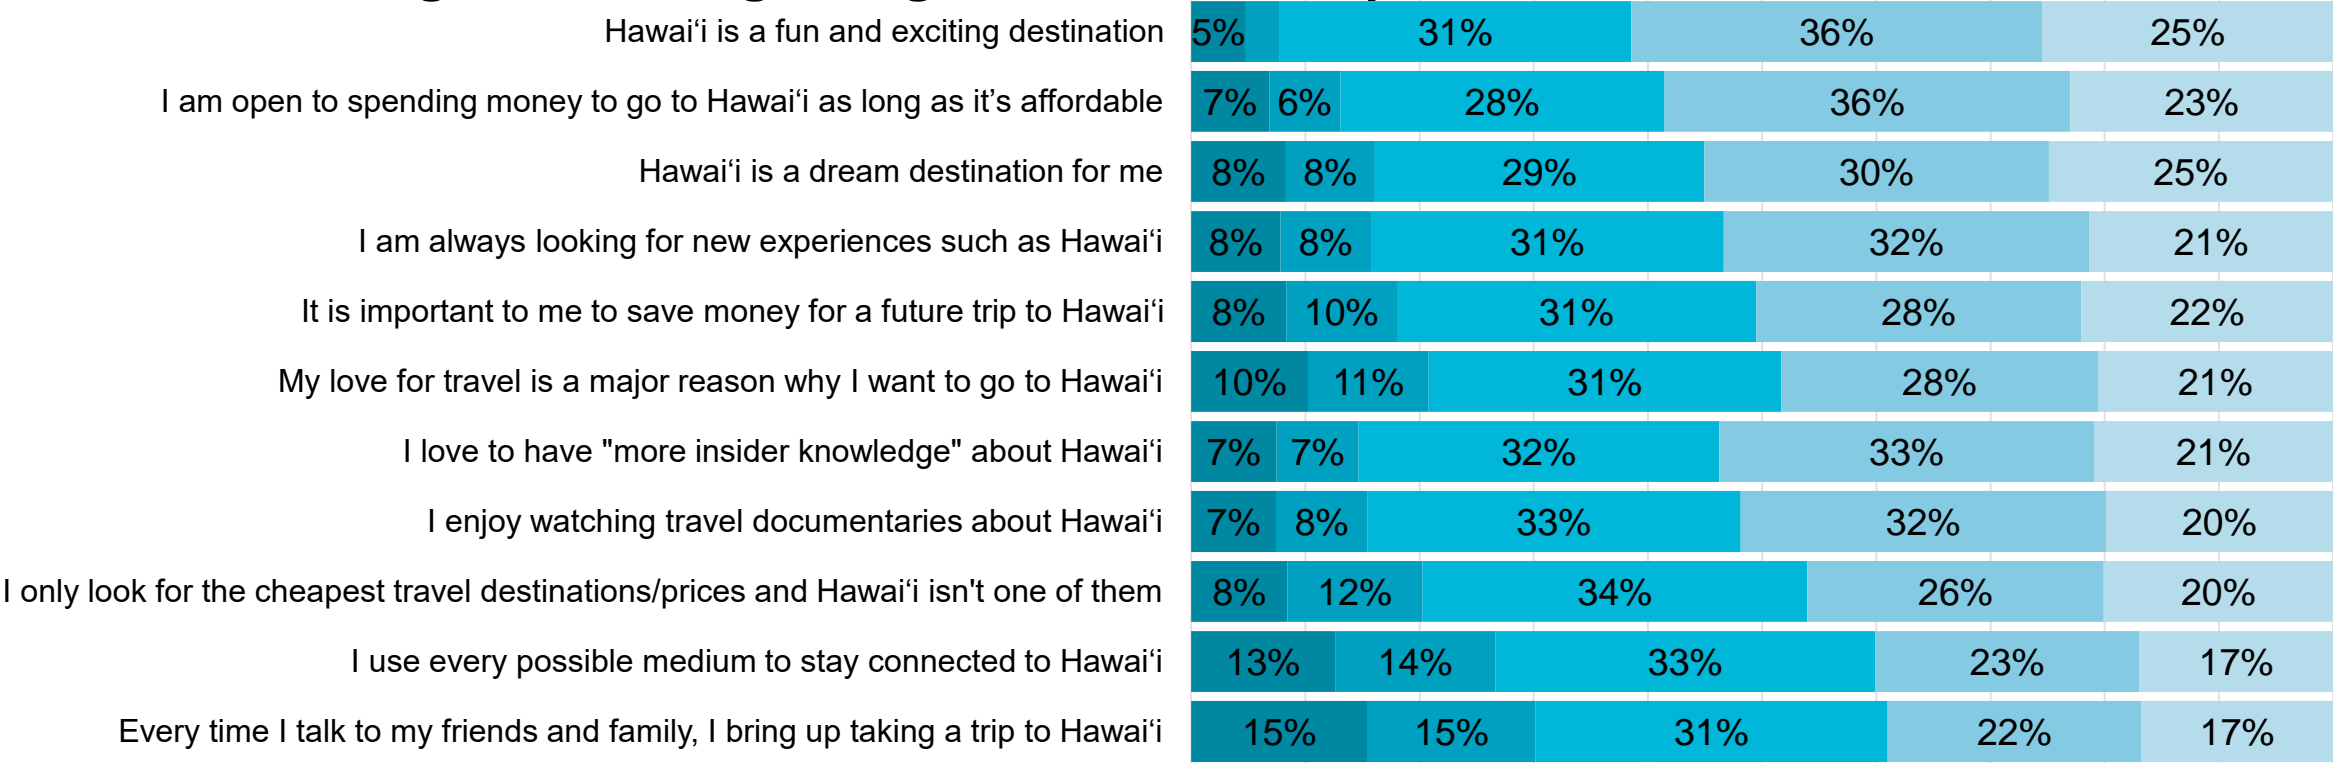 Hawaiʻi is a fun and exciting destination 5% 31% 36% 25%
I am open to spending money to go to Hawaiʻi as long as it’s affordable 7% 6% 28% 36% 23%
Hawaiʻi is a dream destination for me 8% 8% 29% 30% 25%
I am always looking for new experiences such as Hawaiʻi 8% 8% 31% 32% 21%
It is important to me to save money for a future trip to Hawaiʻi 8% 10% 31% 28% 22%
My love for travel is a major reason why I want to go to Hawaiʻi 10% 11% 31% 28% 21%
I love to have "more insider knowledge" about Hawaiʻi 7% 7% 32% 33% 21%
I enjoy watching travel documentaries about Hawaiʻi 7% 8% 33% 32% 20%
I only look for the cheapest travel destinations/prices and Hawaiʻi isn't one of them 8% 12% 34% 26% 20%
I use every possible medium to stay connected to Hawaiʻi 13% 14% 33% 23% 17%
Every time I talk to my friends and family, I bring up taking a trip to Hawaiʻi 15% 15% 31% 22% 17%